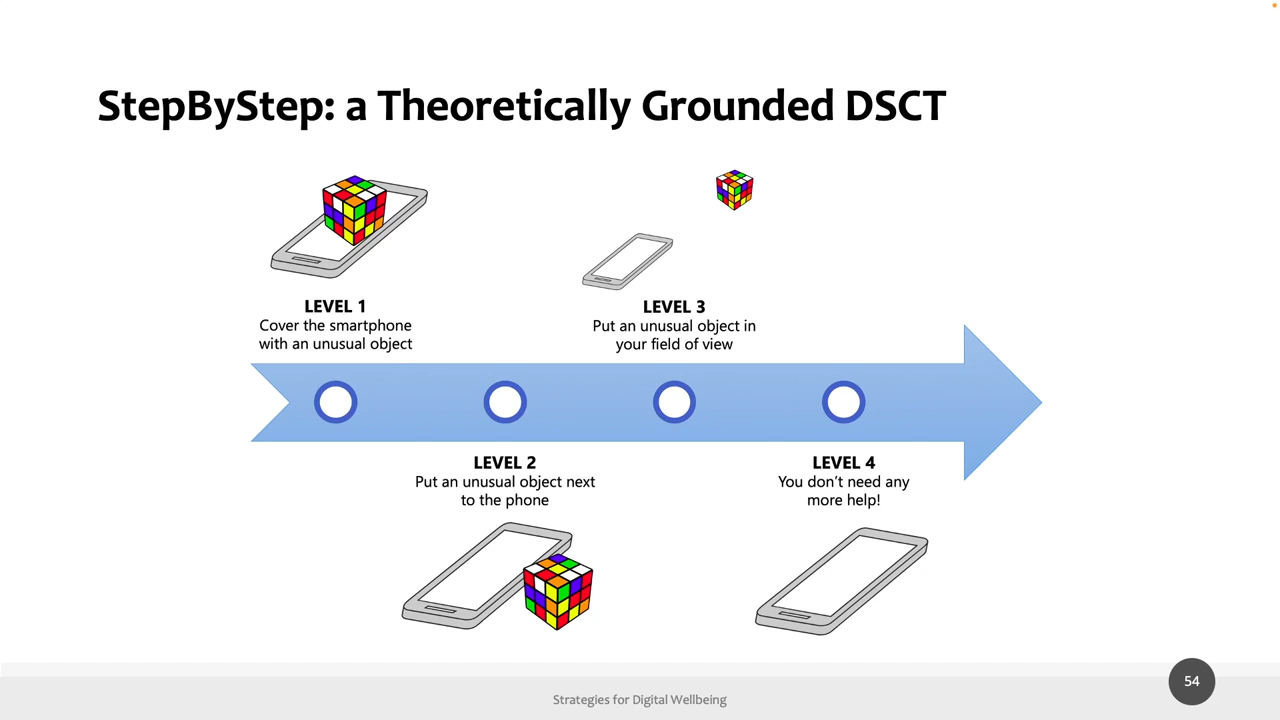 StepByStep: a Theoretically Grounded DSCT
LEVEL 1
Cover the smartphone
with an unusual object
LEVEL 3
Put an unusual object in
your field of view
LEVEL 2
Put an unusual object next
to the phone
LEVEL 4
You don't need any
more help!
Strategies for Digital Wellbeing
54